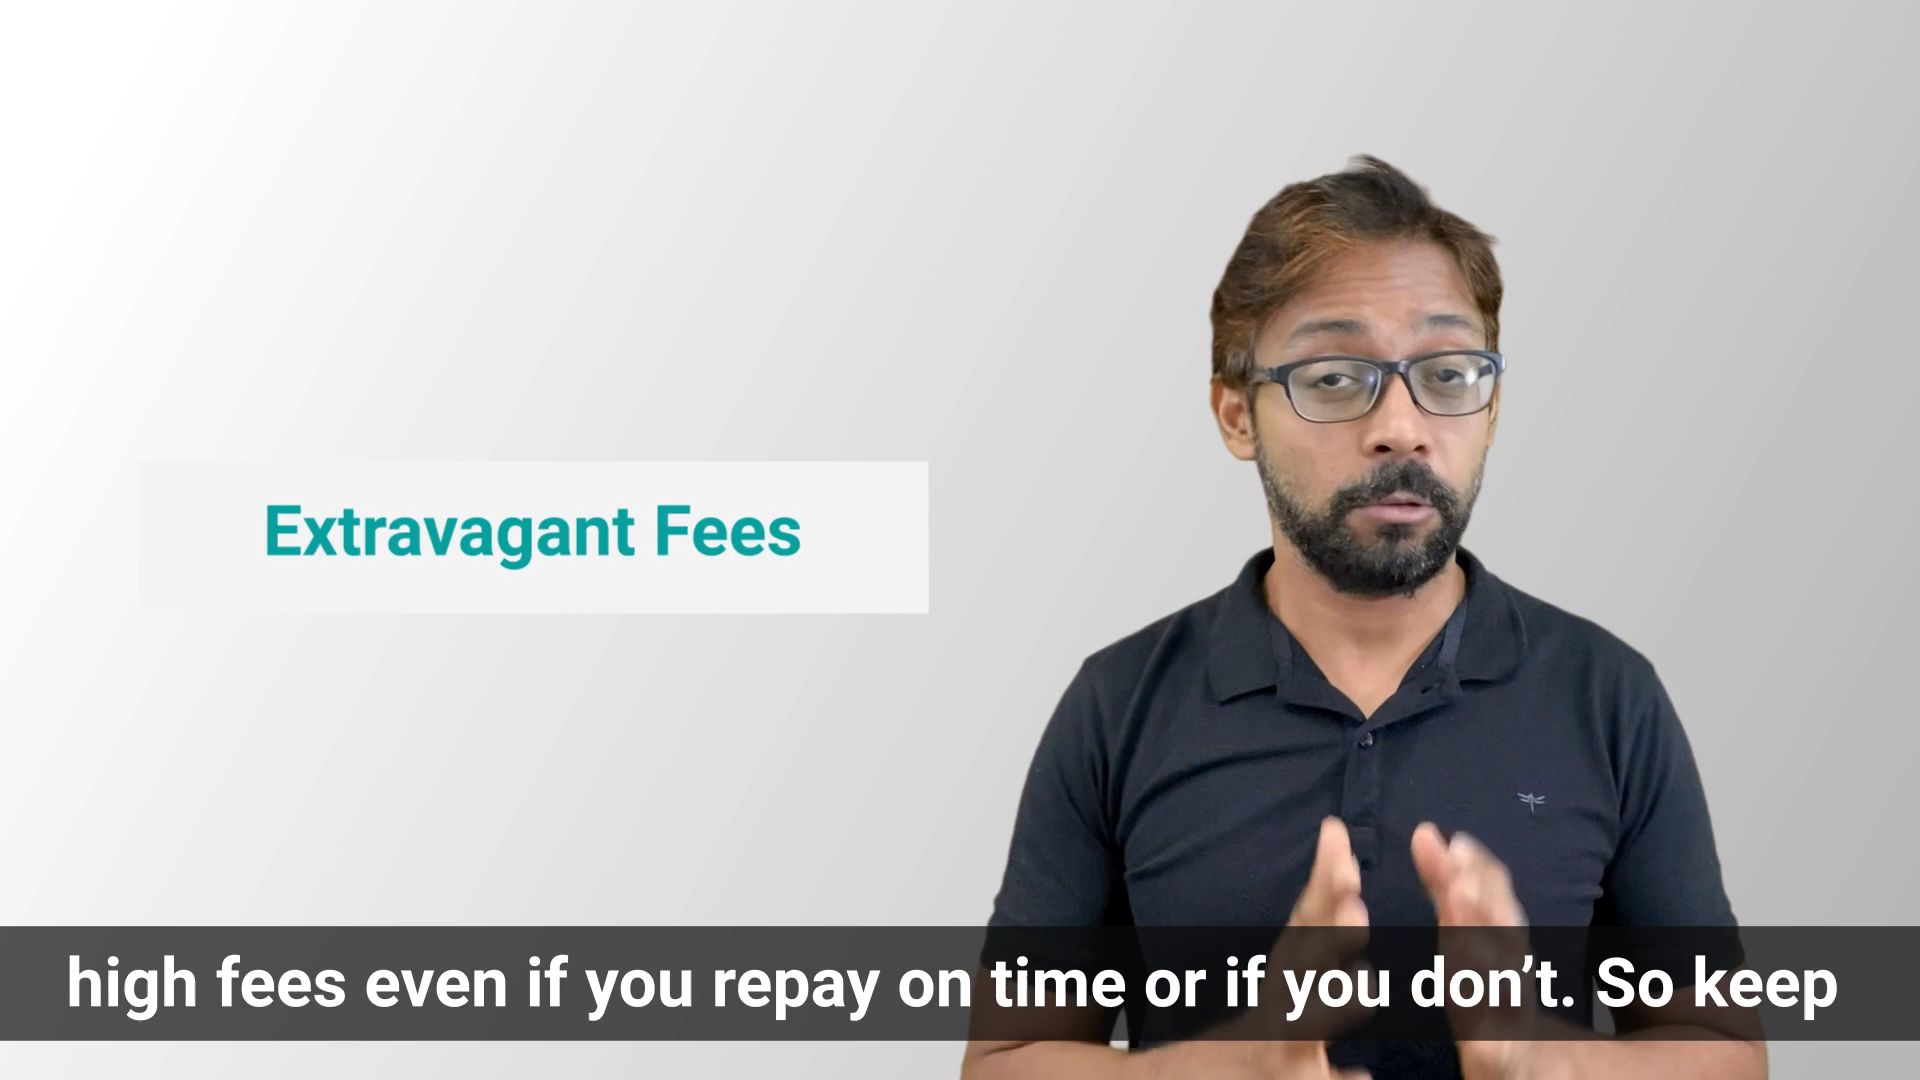 Extravagant Fees
high fees even if you repay on time or if you don’t. So keep